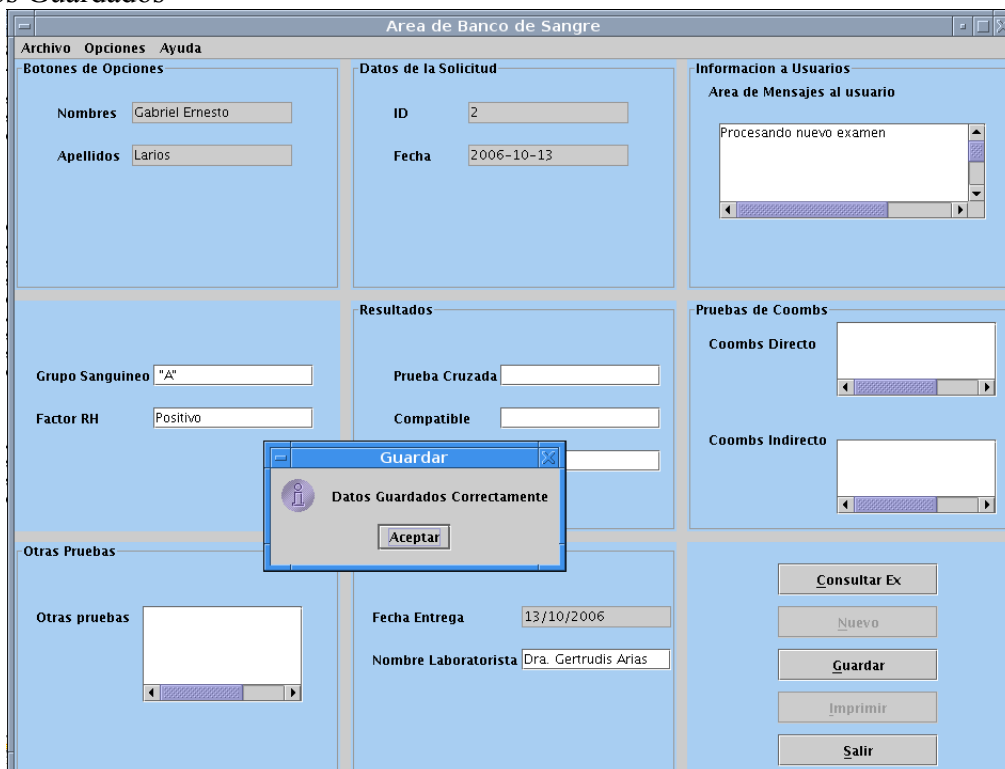 os Guardados
Area de Banco de Sangre
Archivo Opciones Ayuda
Botones de Opciones
Nombres Gabriel Ernesto
Apellidos Larios
Datos de la Solicitud
ID 2
Fecha 2006-10-13
Informacion a Usuarios
Area de Mensajes al usuario
Procesando nuevo examen
Grupo Sanguineo "A"
Factor RH Positivo
Resultados
Prueba Cruzada
Compatible
Pruebas de Coombs
Coombs Directo
Coombs Indirecto
Guardar
Datos Guardados Correctamente
Aceptar
Otras Pruebas
Otras pruebas
Fecha Entrega 13/10/2006
Nombre Laboratorista Dra. Gertrudis Arias
Consultar Ex
Nuevo
Guardar
Imprimir
Salir